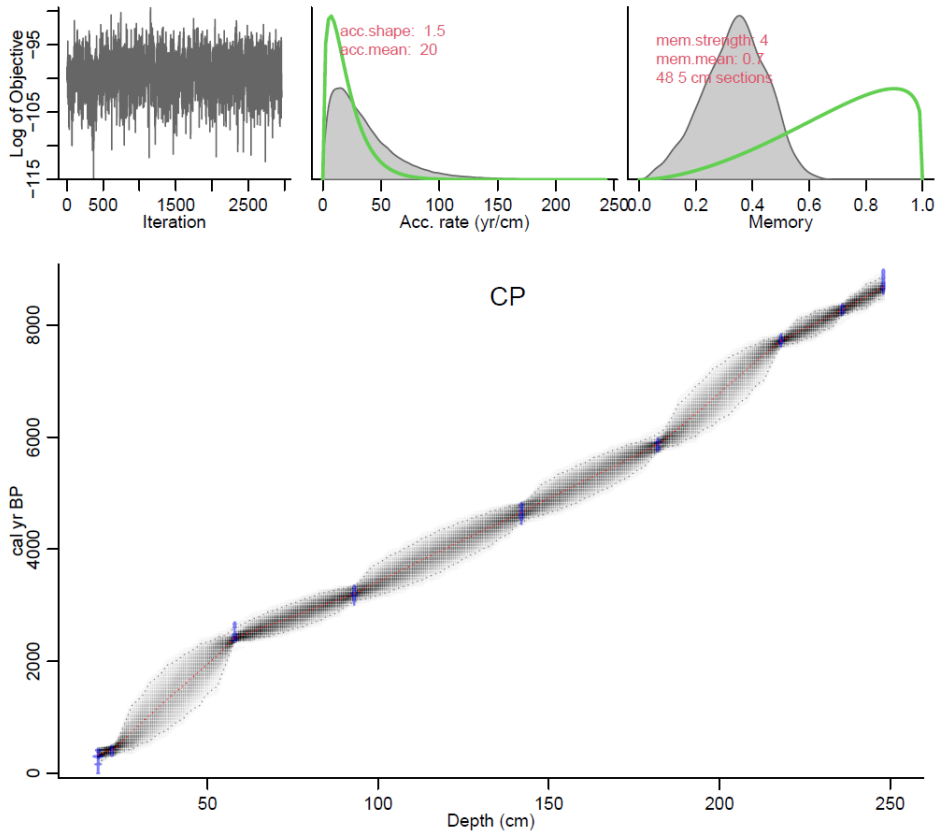 −95
−105
−115
Log of Objective
0 500 1500 2500
Iteration
acc.shape: 1.5
acc.mean: 20
0 50 100 150 200 250
Acc. rate (yr/cm)
mem.strength: 4
mem.mean: 0.7
48 5 cm sections
0.0 0.2 0.4 0.6 0.8 1.0
Memory
CP
8000
6000
4000
2000
0
cal yr BP
50 100 150 200 250
Depth (cm)